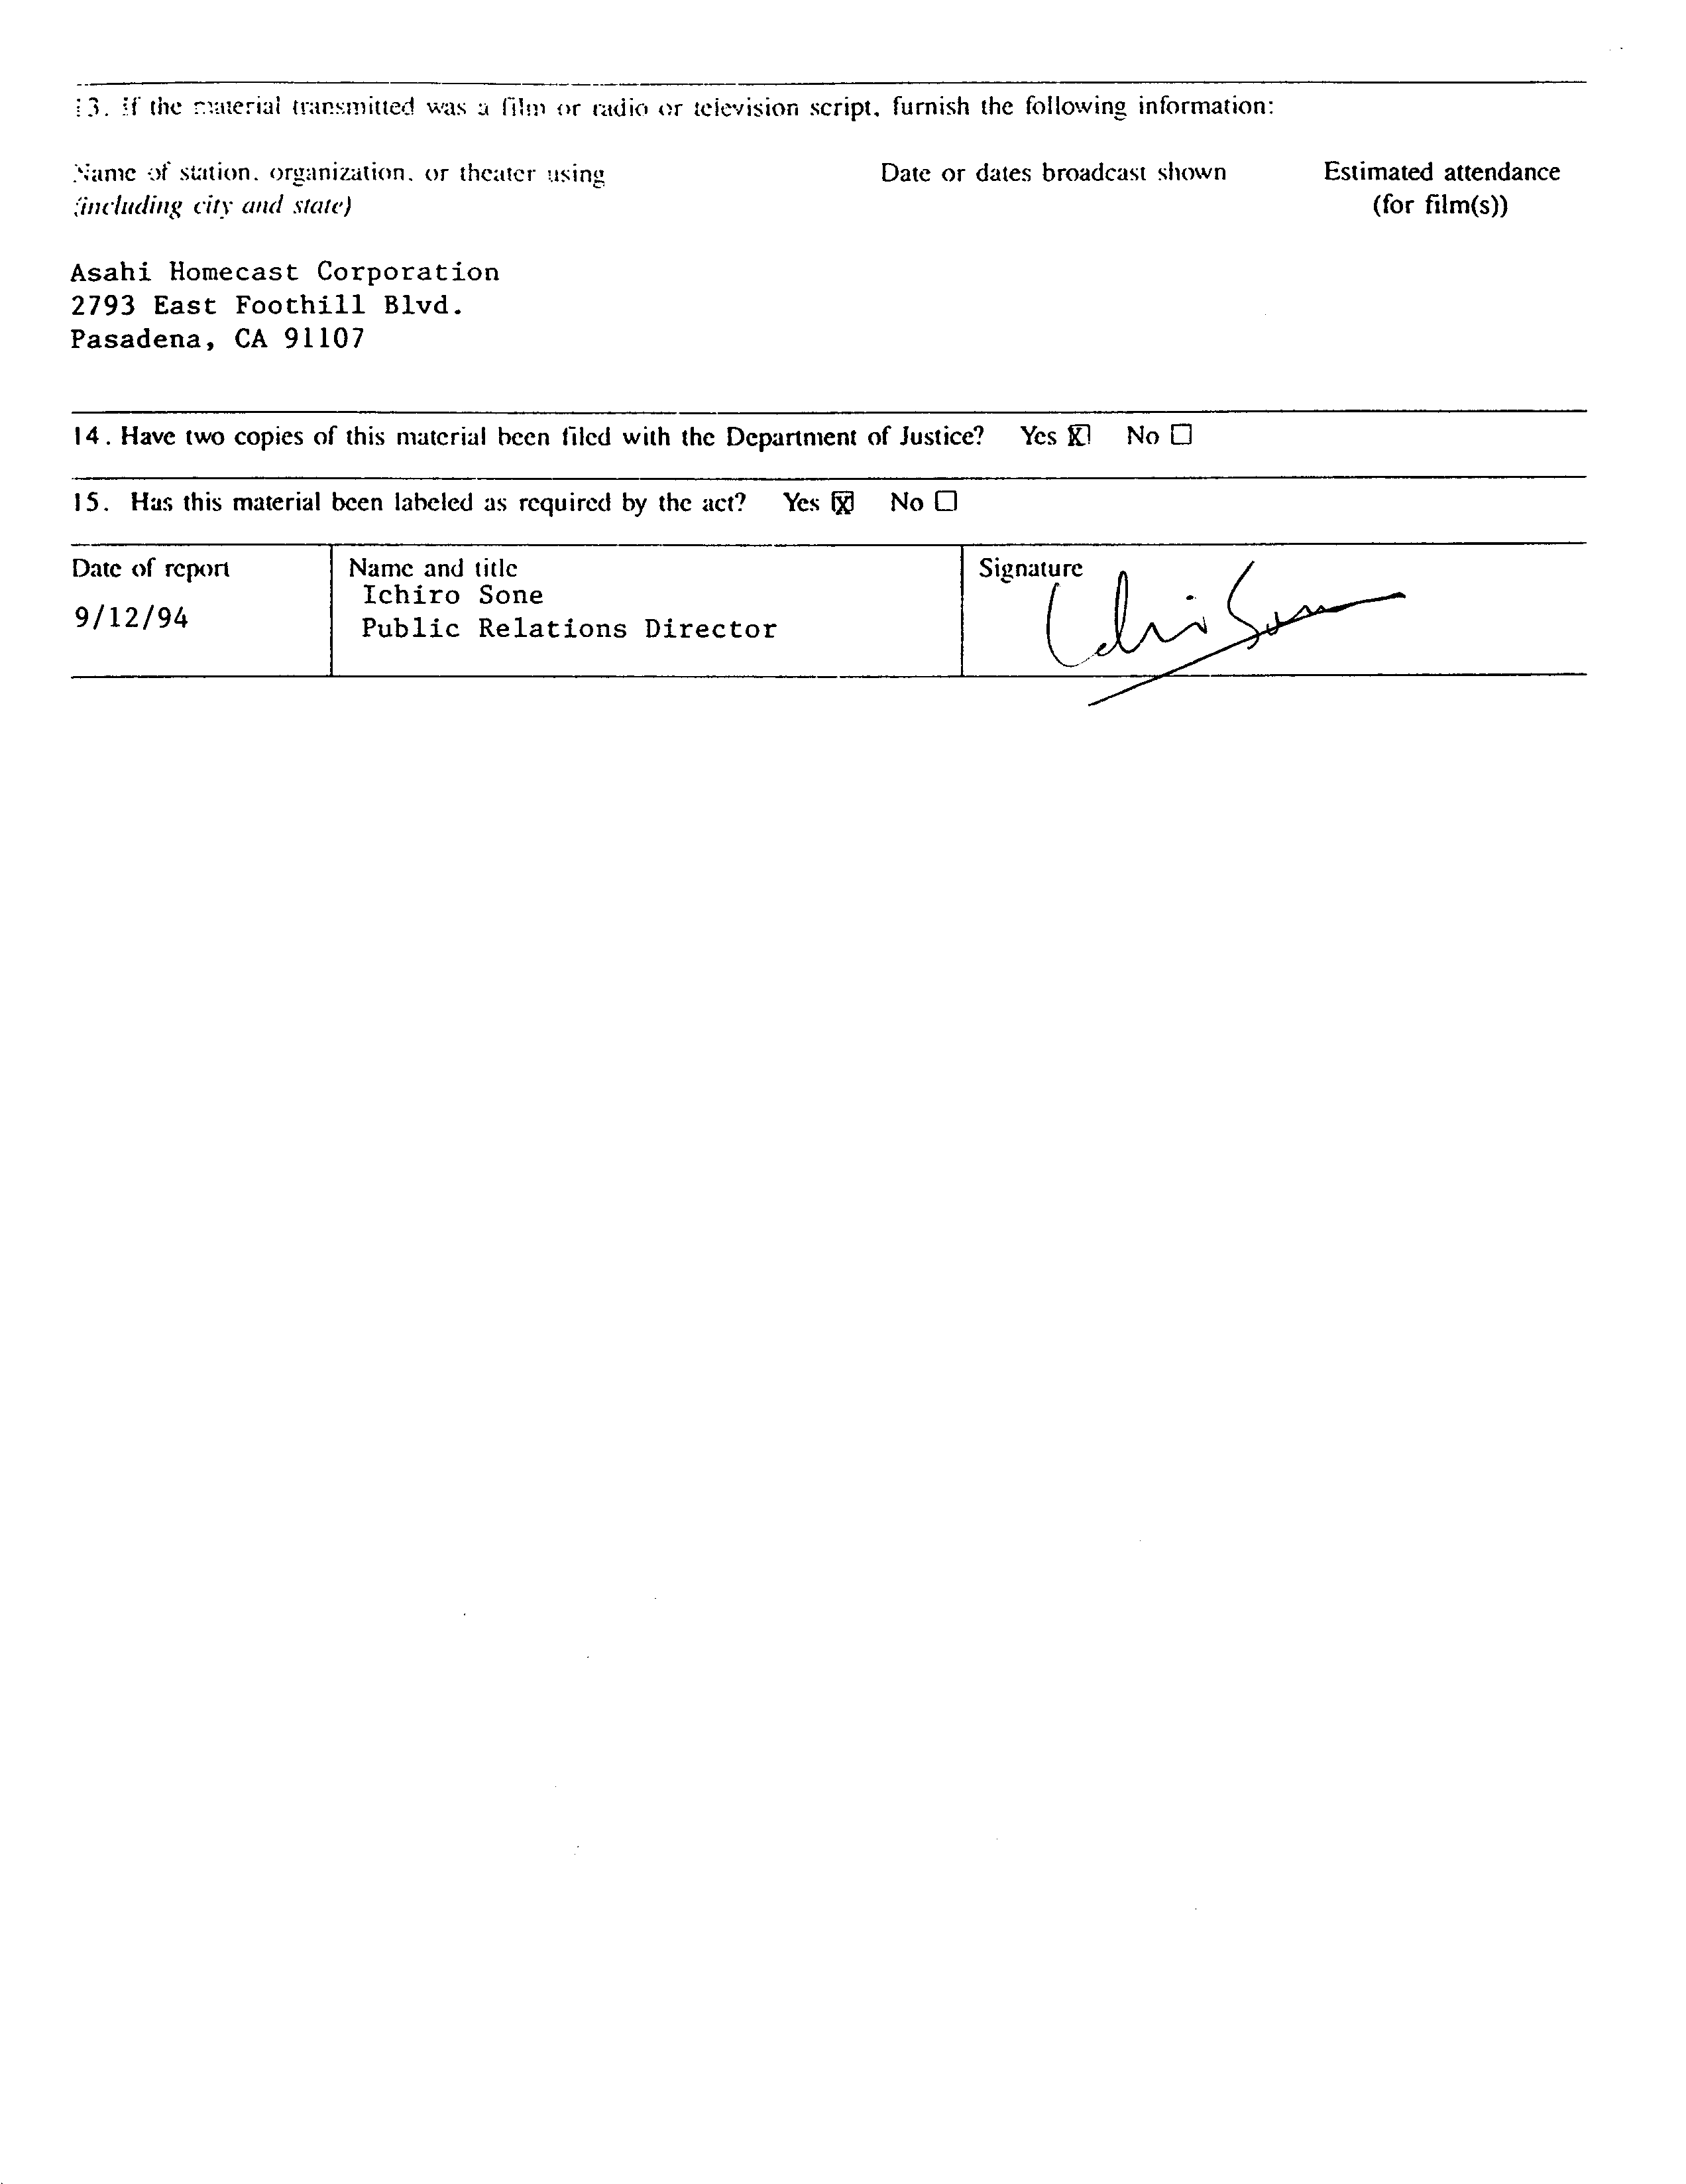 13. If the material transmitted was a film or radio or television script, furnish the following information:
Name of station, organization, or theater using
(including city and state)
Date or dates broadcast shown
Estimated attendance
(for film(s))
Asahi Homecast Corporation
2793 East Foothill Blvd.
Pasadena, CA 91107
14. Have two copies of this material been filed with the Department of Justice? Yes ☒ No ☐
15. Has this material been labeled as required by the act? Yes ☒ No ☐
Date of report
9/12/94
Name and title
Ichiro Sone
Public Relations Director
Signature
Ichiro Sone